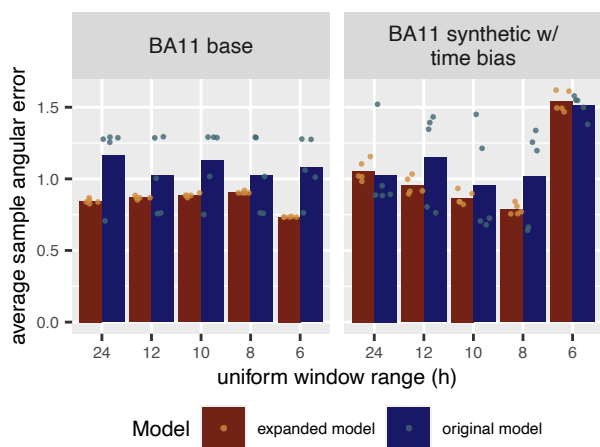 BA11 base
BA11 synthetic w/
time bias
average sample angular error
1.5
1.0
0.5
0.0
24 12 10 8 6
24 12 10 8 6
uniform window range (h)
Model expanded model original model